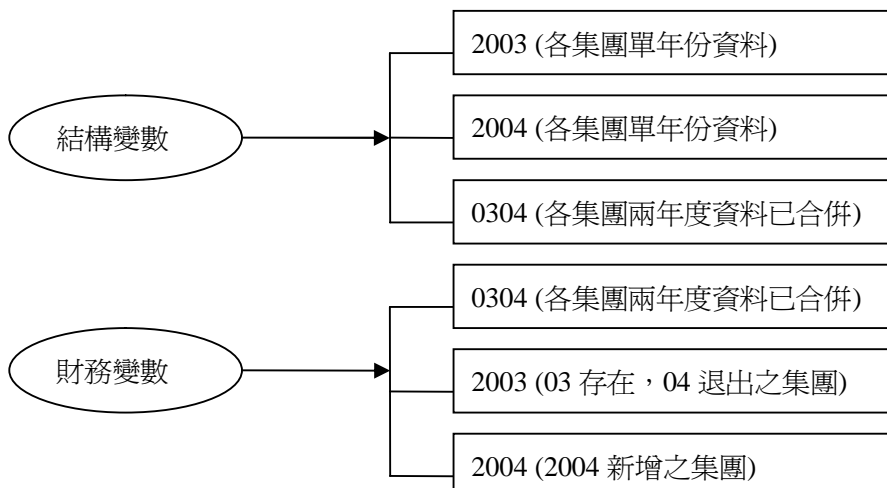 2003 (各集團單年份資料)
結構變數
2004 (各集團單年份資料)
0304 (各集團兩年度資料已合併)
0304 (各集團兩年度資料已合併)
財務變數
2003 (03 存在，04 退出之集團)
2004 (2004 新增之集團)